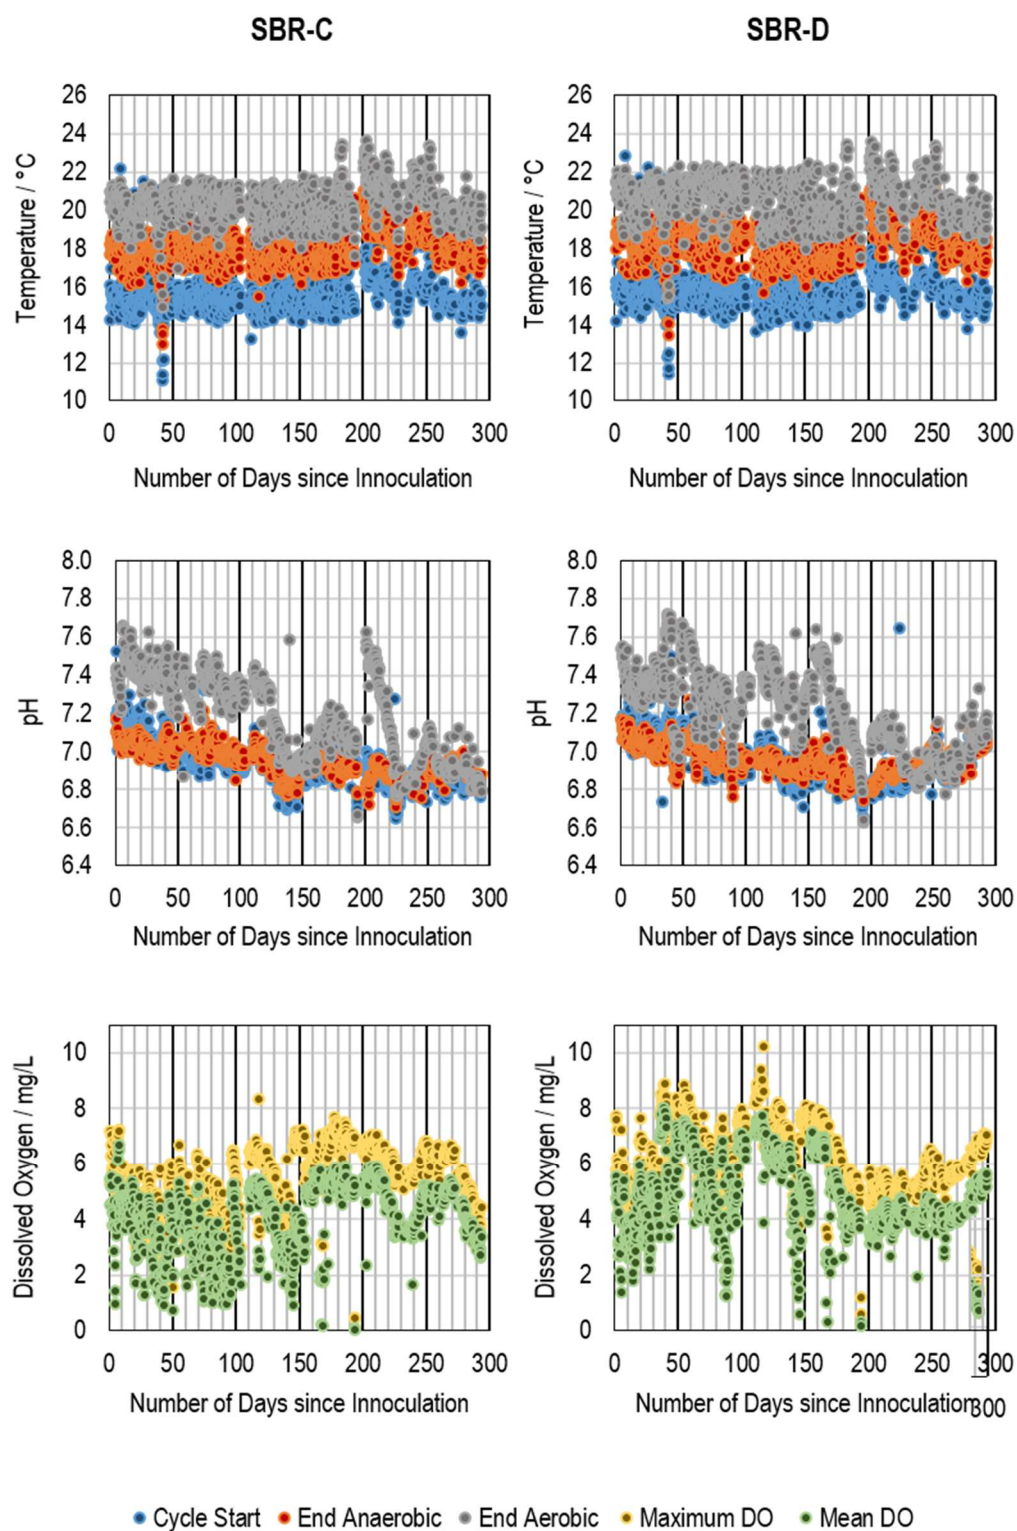 SBR-C SBR-D
26 26
24 24
22 22
20 20
18 18
16 16
14 14
12 12
10 10
Temperature / °C Temperature / °C
0 50 100 150 200 250 300 0 50 100 150 200 250 300
Number of Days since Innoculation Number of Days since Innoculation
8.0 8.0
7.8 7.8
7.6 7.6
7.4 7.4
7.2 7.2
7.0 7.0
6.8 6.8
6.6 6.6
6.4 6.4
pH pH
0 50 100 150 200 250 300 0 50 100 150 200 250 300
Number of Days since Innoculation Number of Days since Innoculation
10 10
8 8
6 6
4 4
2 2
0 0
Dissolved Oxygen / mg/L Dissolved Oxygen / mg/L
0 50 100 150 200 250 300 0 50 100 150 200 250 300
Number of Days since Innoculation Number of Days since Innoculation 300
Cycle Start End Anaerobic End Aerobic Maximum DO Mean DO